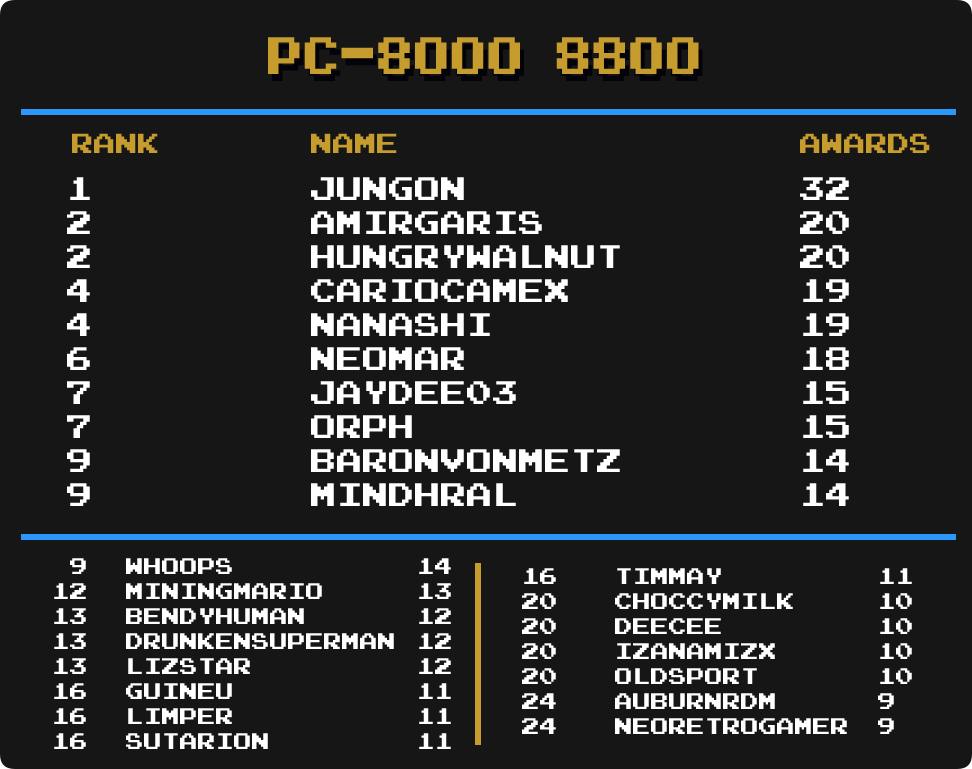 PC-8000 8800
RANK NAME AWARDS
1 JUNGON 32
2 AMIRGARIS 20
2 HUNGRYWALNUT 20
4 CARIOCAMEX 19
4 NANASHI 19
6 NEOMAR 18
7 JAYDEE03 15
7 ORPH 15
9 BARONVONMETZ 14
9 MINDHRAL 14
9 WHOOPS 14
12 MININGMARIO 13
13 BENDYHUMAN 12
13 DRUNKENSUPERMAN 12
13 LIZSTAR 12
16 GUINEU 11
16 LIMPER 11
16 SUTARION 11
16 TIMMAY 11
20 CHOCCYMILK 10
20 DEECEE 10
20 IZANAMIZX 10
20 OLDSPORT 10
24 AUBURNRDM 9
24 NEORETROGAMER 9